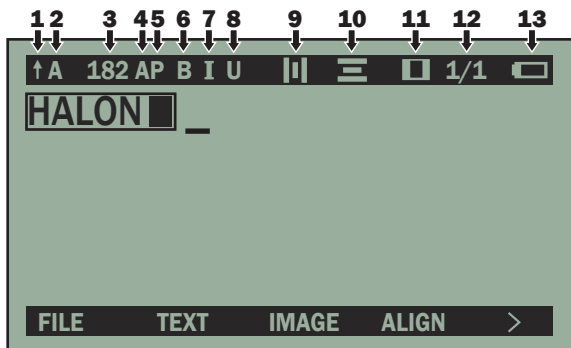 1 2 3 4 5 6 7 8 9 10 11 12 13
↑ A 182 A P B I U 1/1
HALON _
FILE TEXT IMAGE ALIGN >